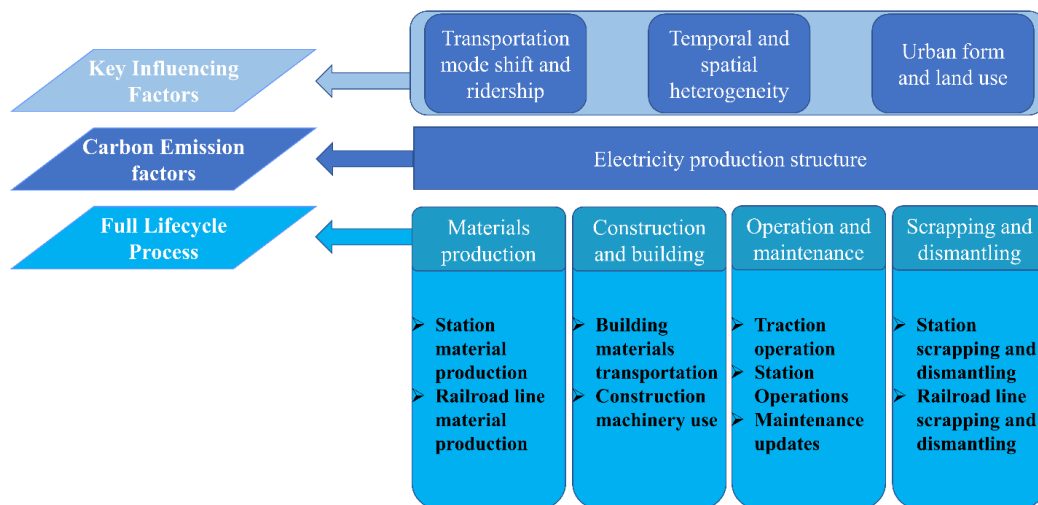 Key Influencing
Factors
Transportation
mode shift and
ridership
Temporal and
spatial
heterogeneity
Urban form
and land use
Carbon Emission
factors
Electricity production structure
Full Lifecycle
Process
Materials
production
Construction
and building
Operation and
maintenance
Scrapping and
dismantling
➢ Station
material
production
➢ Railroad line
material
production
➢ Building
materials
transportation
➢ Construction
machinery use
➢ Traction
operation
➢ Station
Operations
➢ Maintenance
updates
➢ Station
scrapping and
dismantling
➢ Railroad line
scrapping and
dismantling